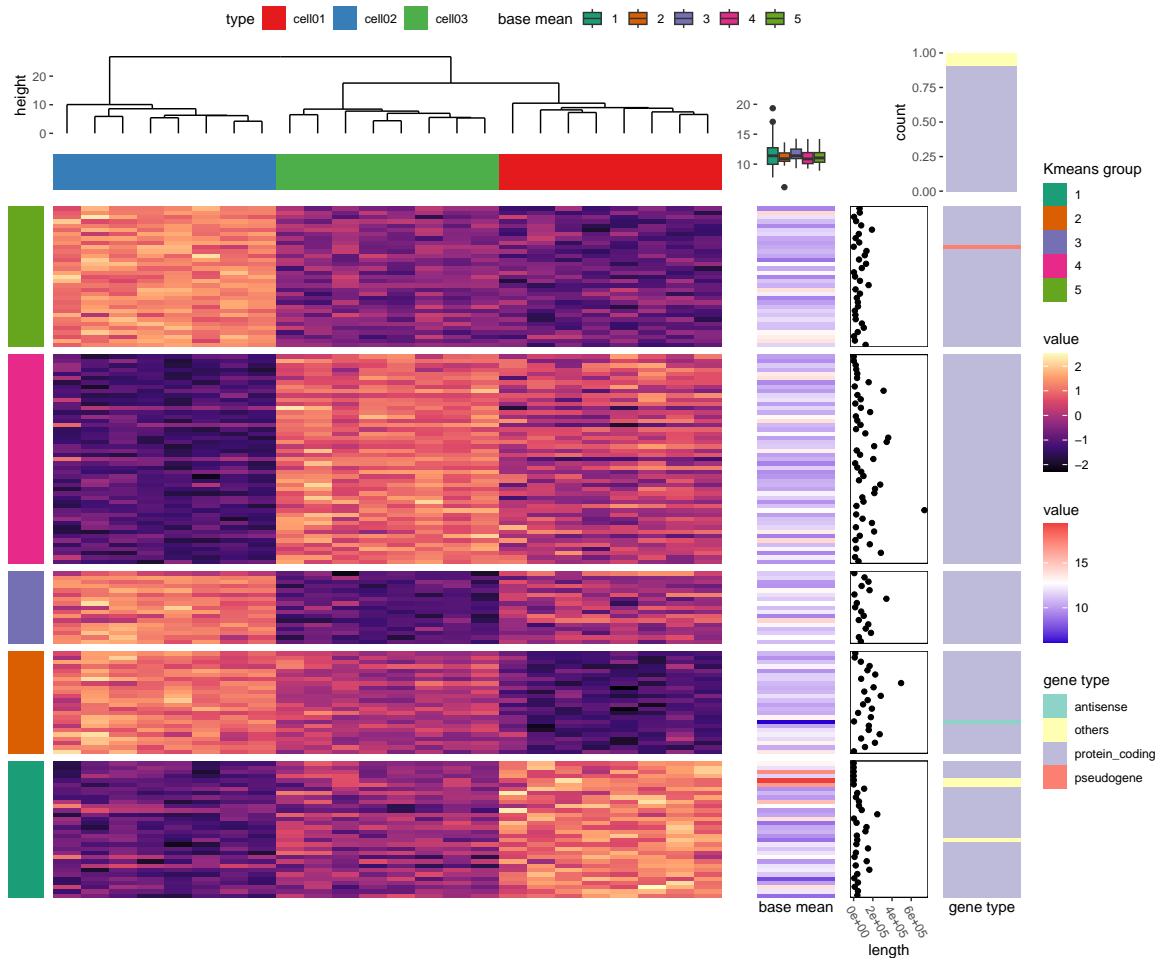 type cell01 cell02 cell03 base mean 1 2 3 4 5
height
20
10
0
20
15
10
count
1.00
0.75
0.50
0.25
0.00
Kmeans group
1
2
3
4
5
value
2
1
0
-1
-2
value
15
10
gene type
antisense
others
protein_coding
pseudogene
base mean
0e+00
2e+05
4e+05
6e+05
length
gene type